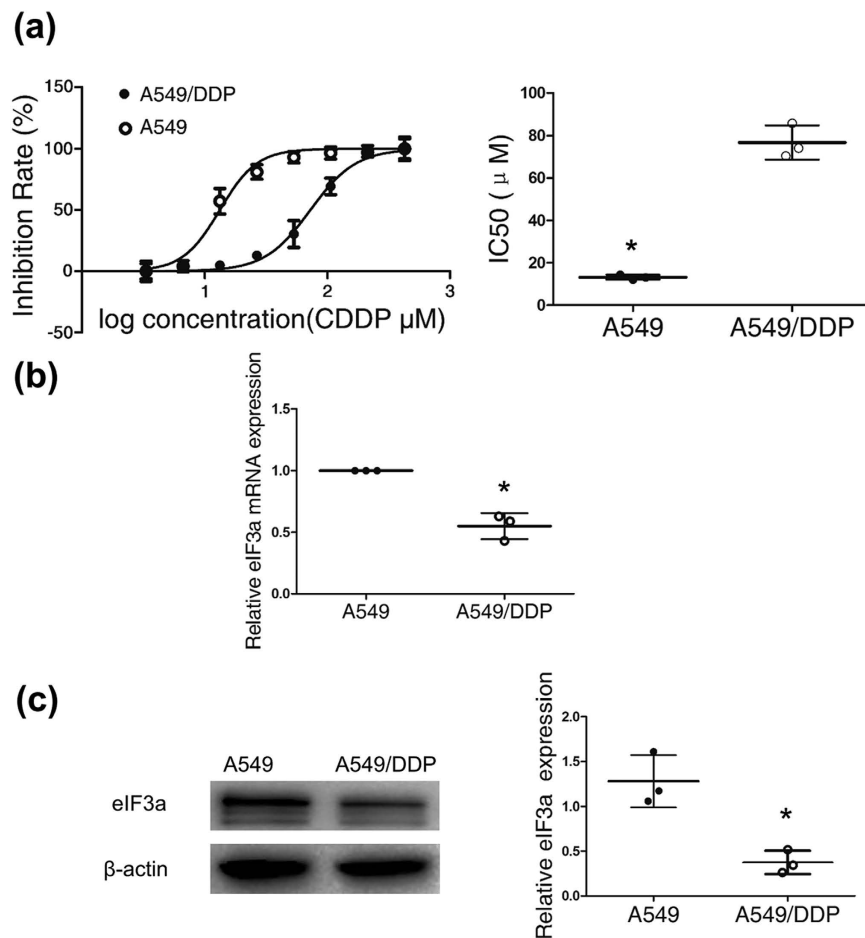 (a)
Inhibition Rate (%)
150
100
50
0
-50
1
2
3
log concentration(CDDP μM)
A549/DDP
A549
IC50 ( μ M)
100
80
60
40
20
0
*
A549
A549/DDP
(b)
Relative eIF3a mRNA expression
1.5
1.0
0.5
0.0
*
A549
A549/DDP
(c)
A549
A549/DDP
eIF3a
β-actin
Relative eIF3a expression
2.0
1.5
1.0
0.5
0.0
*
A549
A549/DDP